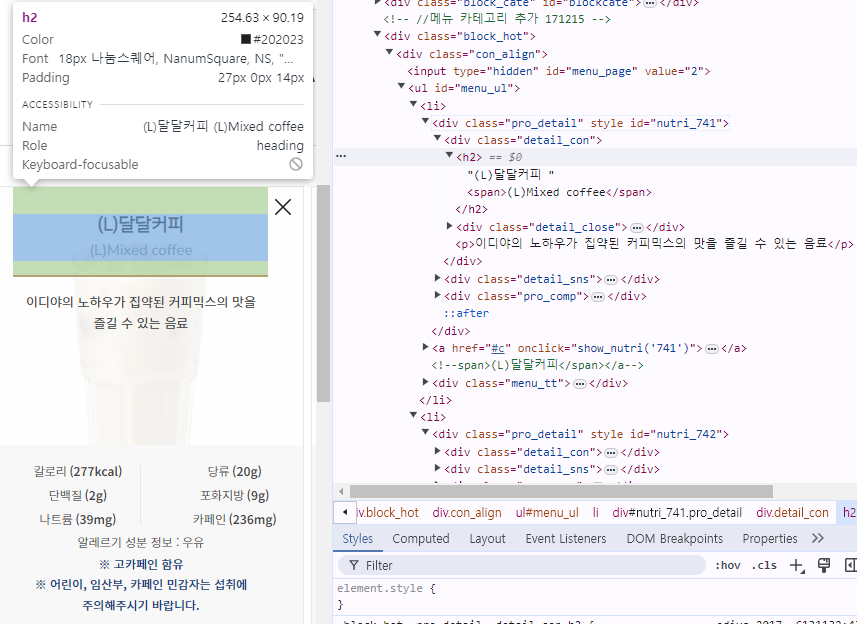 h2 254.63 × 90.19
Color #202023
Font 18px 나눔스퀘어, NanumSquare, NS, "...
Padding 27px 0px 14px
ACCESSIBILITY
Name (L)달달커피 (L)Mixed coffee
Role heading
Keyboard-focusable
(L)달달커피
(L)Mixed coffee
이디야의 노하우가 집약된 커피믹스의 맛을
즐길 수 있는 음료
칼로리 (277kcal) 당류 (20g)
단백질 (2g) 포화지방 (9g)
나트륨 (39mg) 카페인 (236mg)
알레르기 성분 정보 : 우유
※ 고카페인 함유
※ 어린이, 임산부, 카페인 민감자는 섭취에
주의해주시기 바랍니다.
<div class="block_cate" id="blockcate"> … </div>
<!-- //메뉴 카테고리 추가 171215 -->
<div class="block_hot">
<div class="con_align">
<input type="hidden" id="menu_page" value="2">
<ul id="menu_ul">
<li>
<div class="pro_detail" style id="nutri_741">
<div class="detail_con">
… <h2> == $0
"(L)달달커피 "
<span>(L)Mixed coffee</span>
</h2>
<div class="detail_close"> … </div>
<p>이디야의 노하우가 집약된 커피믹스의 맛을 즐길 수 있는 음료</p>
</div>
<div class="detail_sns"> … </div>
<div class="pro_comp"> … </div>
::after
</div>
<a href="#c" onclick="show_nutri('741')"> … </a>
<!--span>(L)달달커피</span></a-->
<div class="menu_tt"> … </div>
</li>
<li>
<div class="pro_detail" style id="nutri_742">
<div class="detail_con"> … </div>
<div class="detail_sns"> … </div>
iv.block_hot div.con_align ul#menu_ul li div#nutri_741.pro_detail div.detail_con h2
Styles Computed Layout Event Listeners DOM Breakpoints Properties
Filter :hov .cls
element.style {
}